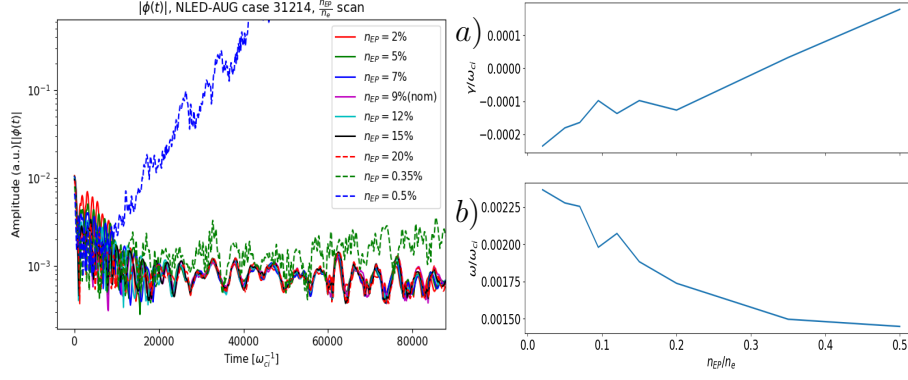 |ϕ(t)|, NLED-AUG case 31214, n_EP/n_e scan
Amplitude (a.u.)[|ϕ(t)|
10⁻¹
10⁻²
10⁻³
0
20000
40000
60000
80000
Time [ω_ci⁻¹]
n_EP = 2%
n_EP = 5%
n_EP = 7%
n_EP = 9%(nom)
n_EP = 12%
n_EP = 15%
n_EP = 20%
n_EP = 0.35%
n_EP = 0.5%
a)
γ/ω_ci
0.0001
0.0000
−0.0001
−0.0002
b)
ω/ω_ci
0.00225
0.00200
0.00175
0.00150
0.0
0.1
0.2
0.3
0.4
0.5
n_EP/n_e